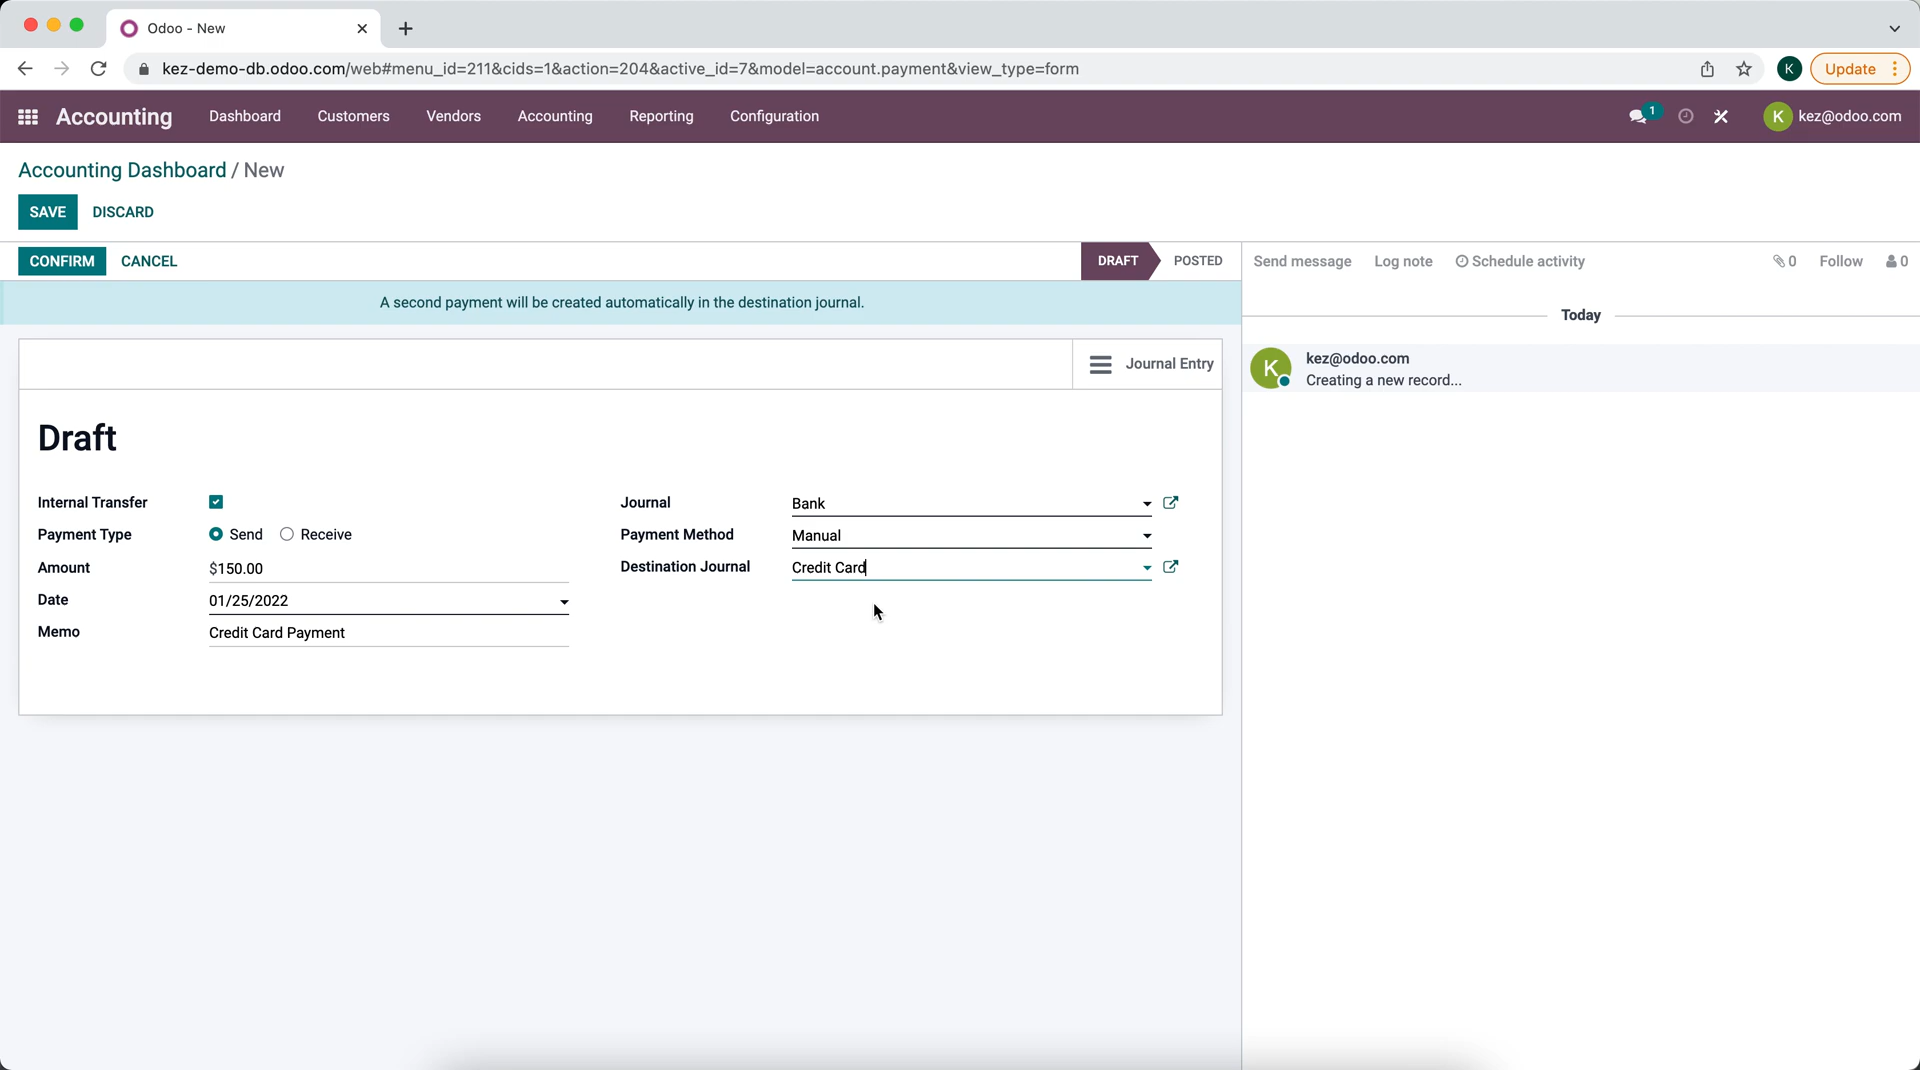 Odoo - New
kez-demo-db.odoo.com/web#menu_id=211&cids=1&action=204&active_id=7&model=account.payment&view_type=form
K
Update
Accounting
Dashboard
Customers
Vendors
Accounting
Reporting
Configuration
1
K
kez@odoo.com
Accounting Dashboard / New
SAVE
DISCARD
CONFIRM
CANCEL
DRAFT
POSTED
A second payment will be created automatically in the destination journal.
Journal Entry
Draft
Internal Transfer
Payment Type
Send
Receive
Amount
$150.00
Date
01/25/2022
Memo
Credit Card Payment
Journal
Bank
Payment Method
Manual
Destination Journal
Credit Card
Send message
Log note
Schedule activity
0
Follow
0
Today
K
kez@odoo.com
Creating a new record...